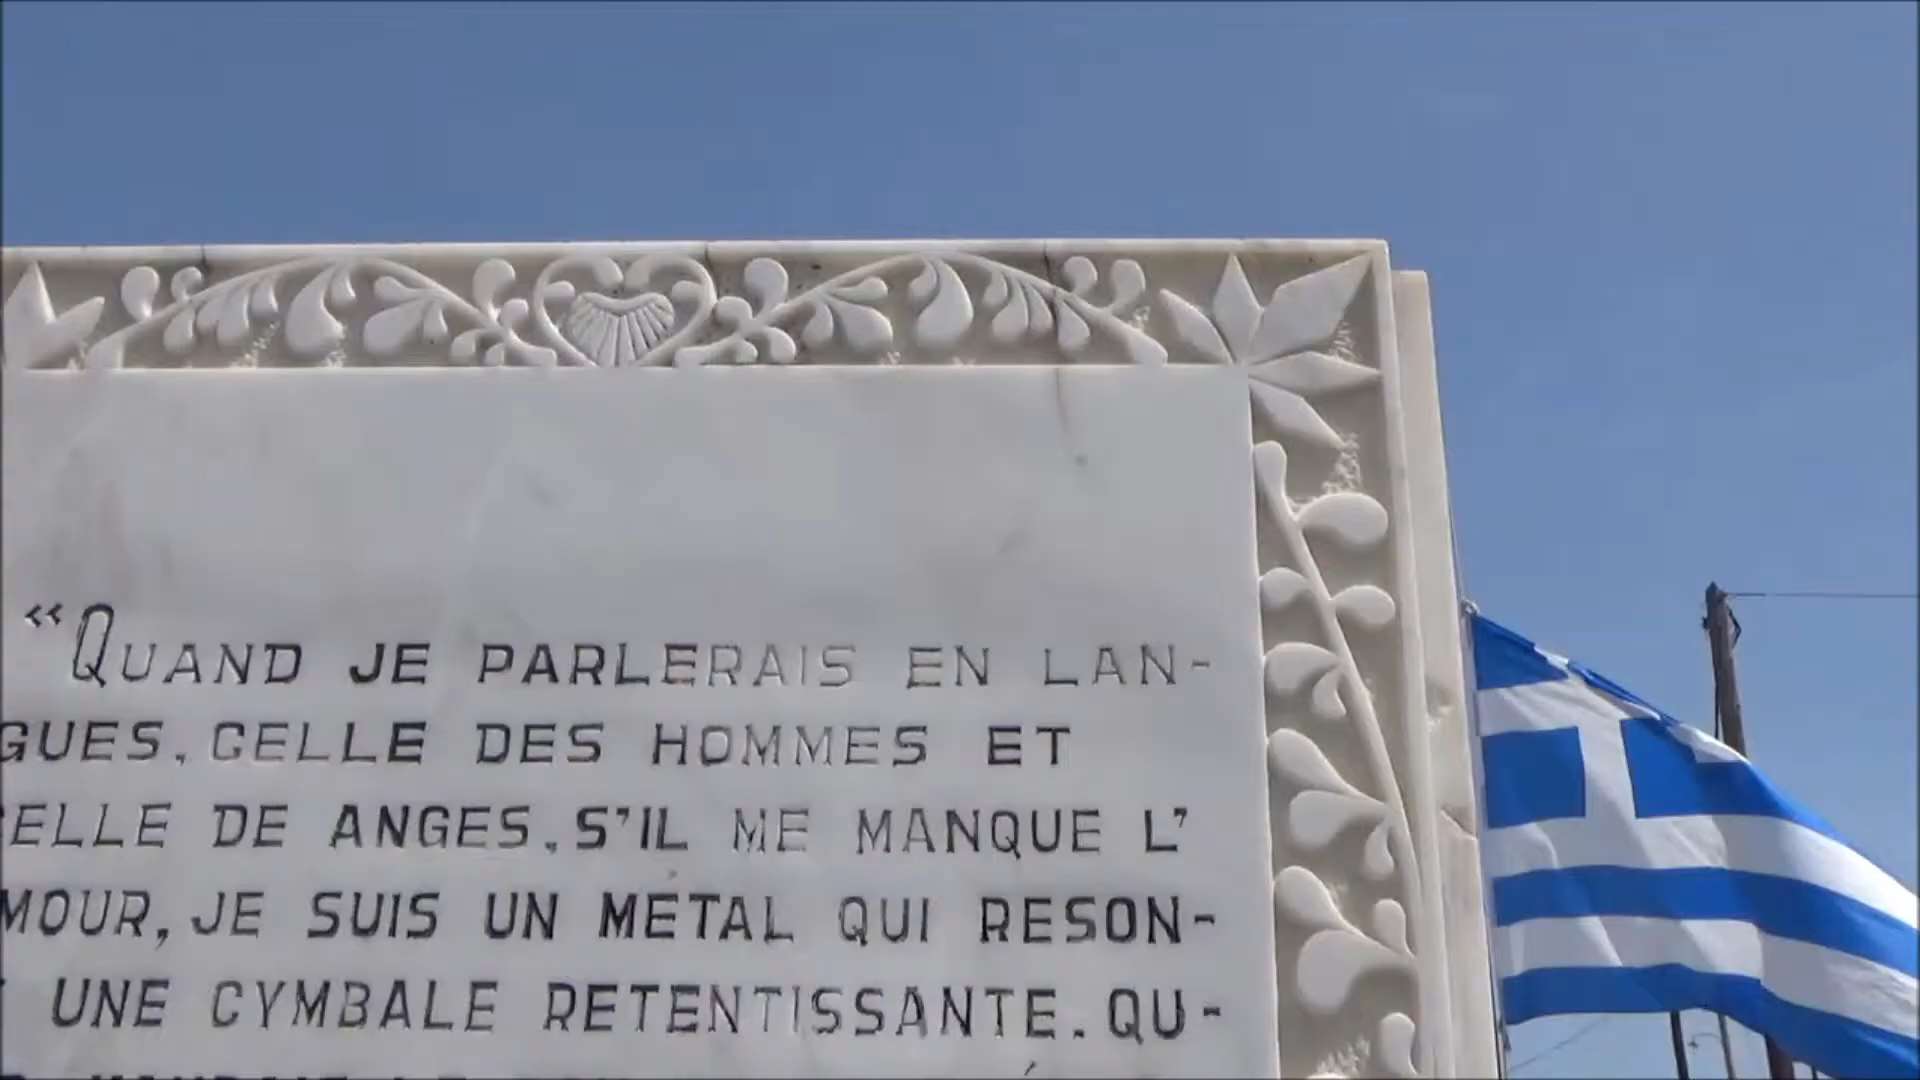 “QUAND JE PARLERAIS EN LAN-
GUES, CELLE DES HOMMES ET
CELLE DE ANGES, S’IL ME MANQUE L’
MOUR, JE SUIS UN METAL QUI RESON-
UNE CYMBALE RETENTISSANTE. QU-